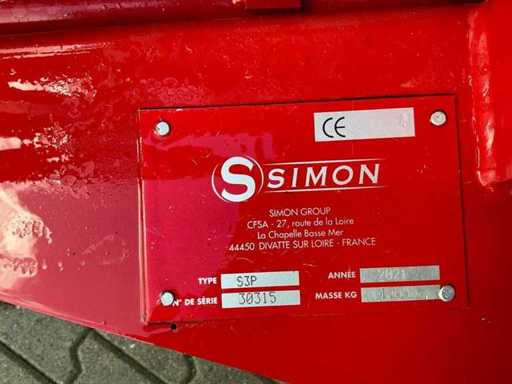 CE
SIMON
SIMON GROUP
CFSA - 27, route de la Loire
La Chapelle Basse Mer
44450 DIVATTE SUR LOIRE - FRANCE
TYPE S3P ANNÉE 2021
N° DE SÉRIE 30315 MASSE KG